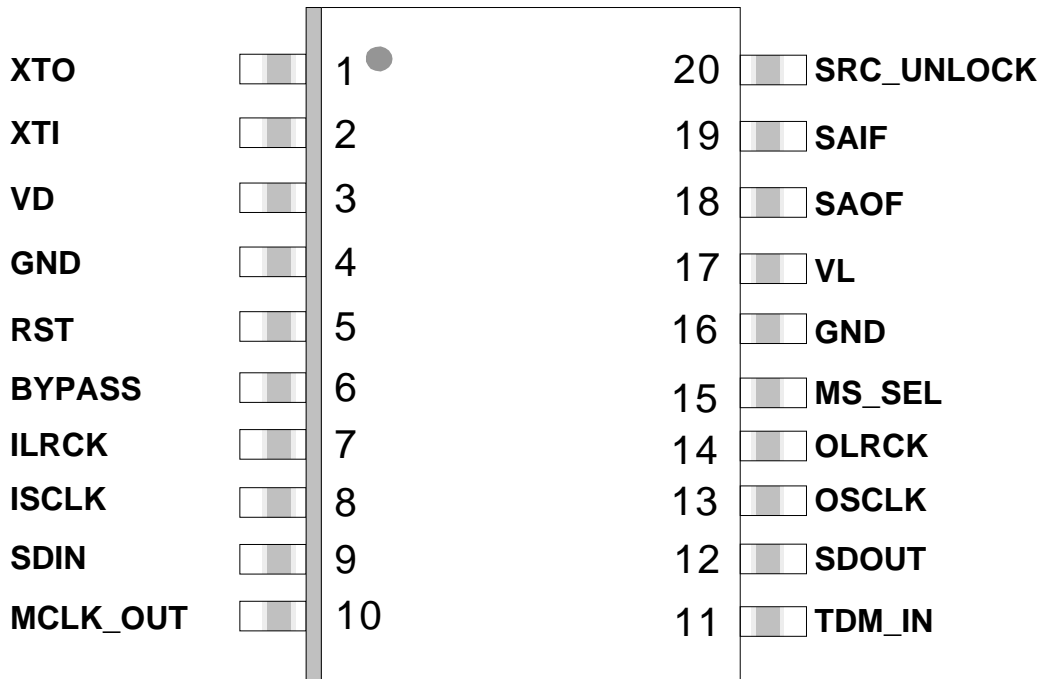 XTO 1 20 SRC_UNLOCK
XTI 2 19 SAIF
VD 3 18 SAOF
GND 4 17 VL
RST 5 16 GND
BYPASS 6 15 MS_SEL
ILRCK 7 14 OLRCK
ISCLK 8 13 OSCLK
SDIN 9 12 SDOUT
MCLK_OUT 10 11 TDM_IN